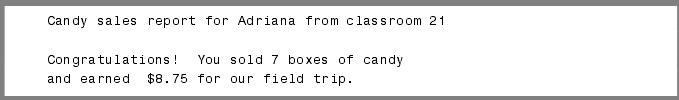 Candy sales report for Adriana from classroom 21

Congratulations!  You sold 7 boxes of candy
and earned  $8.75 for our field trip.